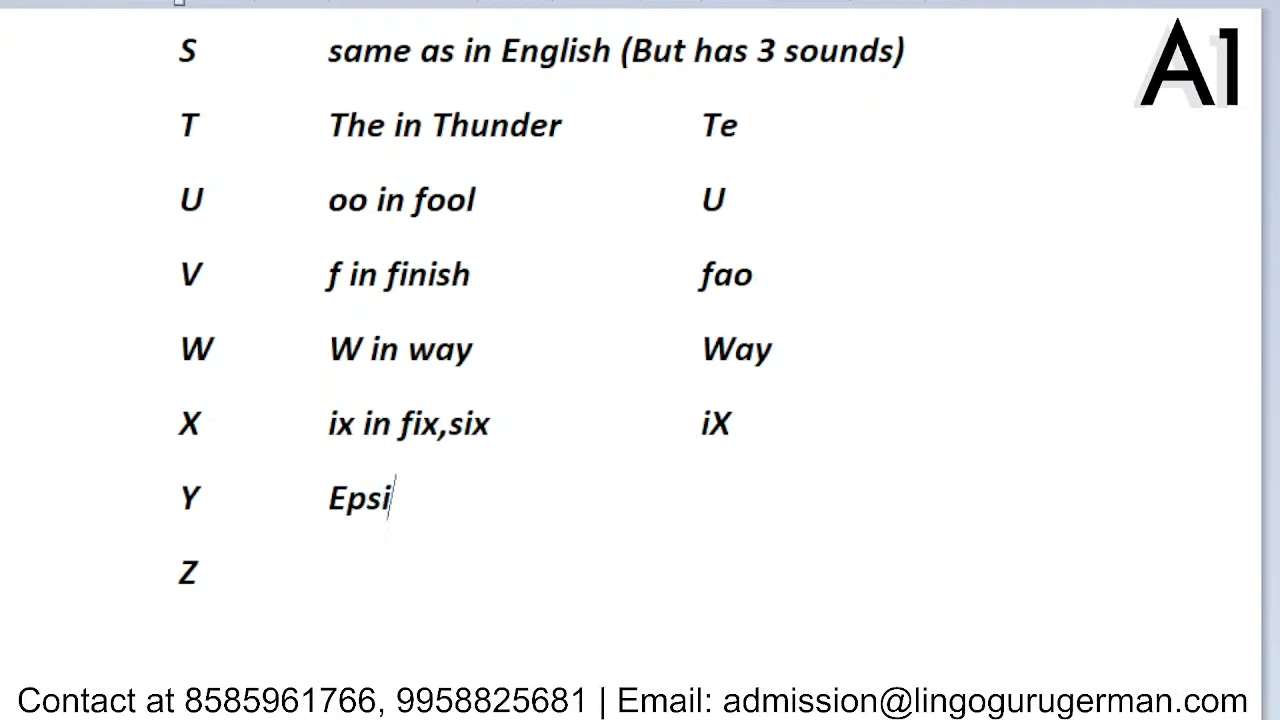 A1
S same as in English (But has 3 sounds)
T The in Thunder Te
U oo in fool U
V f in finish fao
W W in way Way
X ix in fix,six iX
Y Epsi
Z
Contact at 8585961766, 9958825681 | Email: admission@lingogurugerman.com